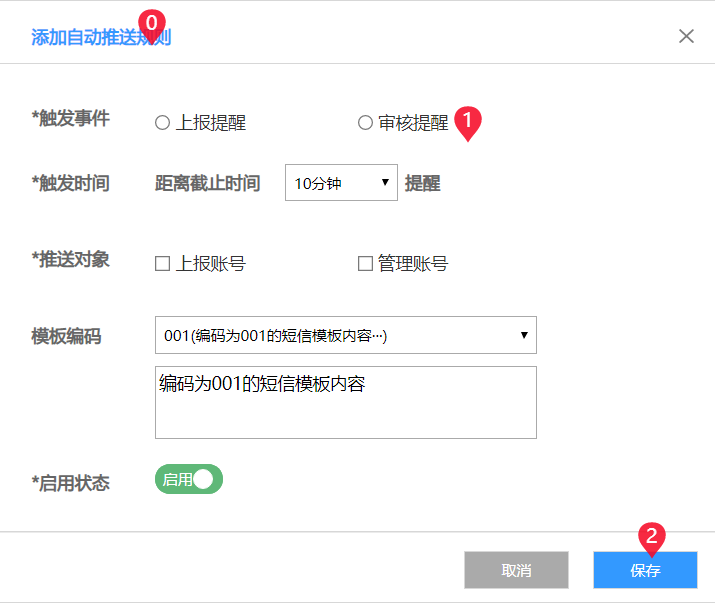 添加自动推送规则
0
*触发事件
上报提醒
审核提醒
1
*触发时间
距离截止时间
10分钟
提醒
*推送对象
上报账号
管理账号
模板编码
001(编码为001的短信模板内容···)
编码为001的短信模板内容
*启用状态
启用
取消
保存
2